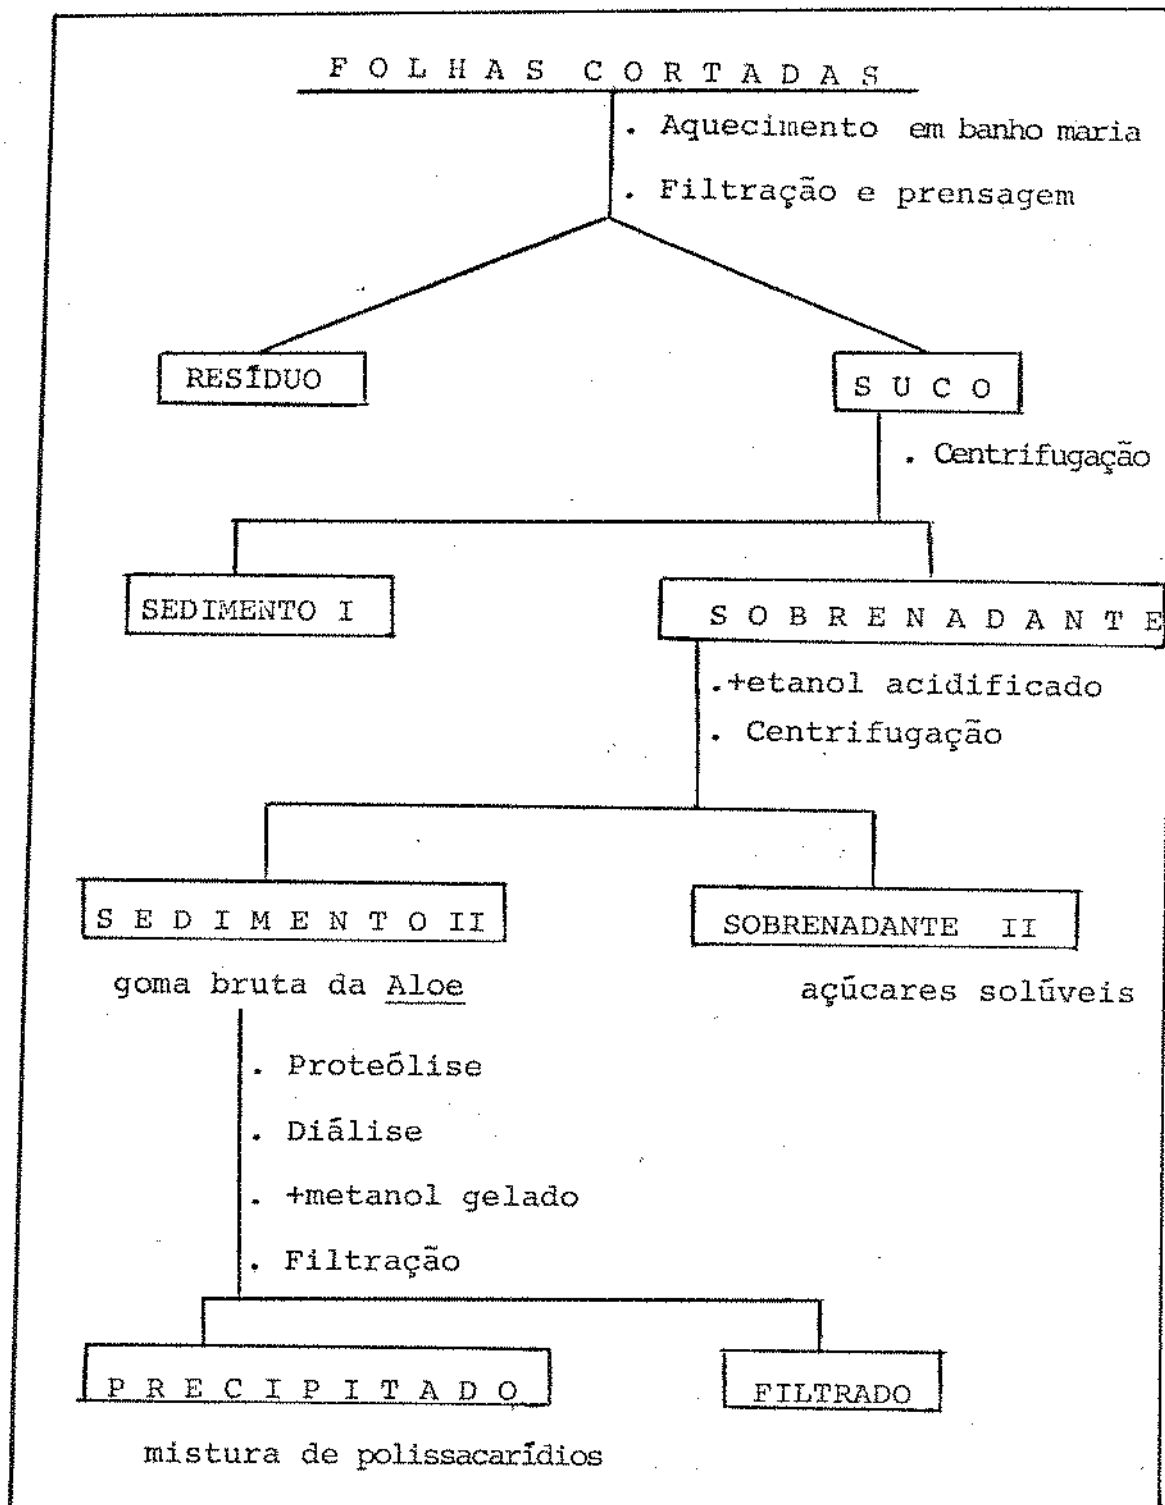 FOLHAS CORTADAS
. Aquecimento em banho maria
. Filtração e prensagem
RESÍDUO
SUCO
. Centrifugação
SEDIMENTO I
SOBRENADANTE
.+etanol acidificado
. Centrifugação
SEDIMENTO II
SOBRENADANTE II
goma bruta da Aloe
açúcares solúveis
. Proteólise
. Diálise
. +metanol gelado
. Filtração
PRECIPITADO
FILTRADO
mistura de polissacarídios